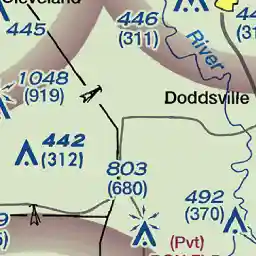 Cleveland
446
(311)
445
River
1048
(919)
Doddsville
442
(312)
803
(680)
492
(370)
(Pvt)